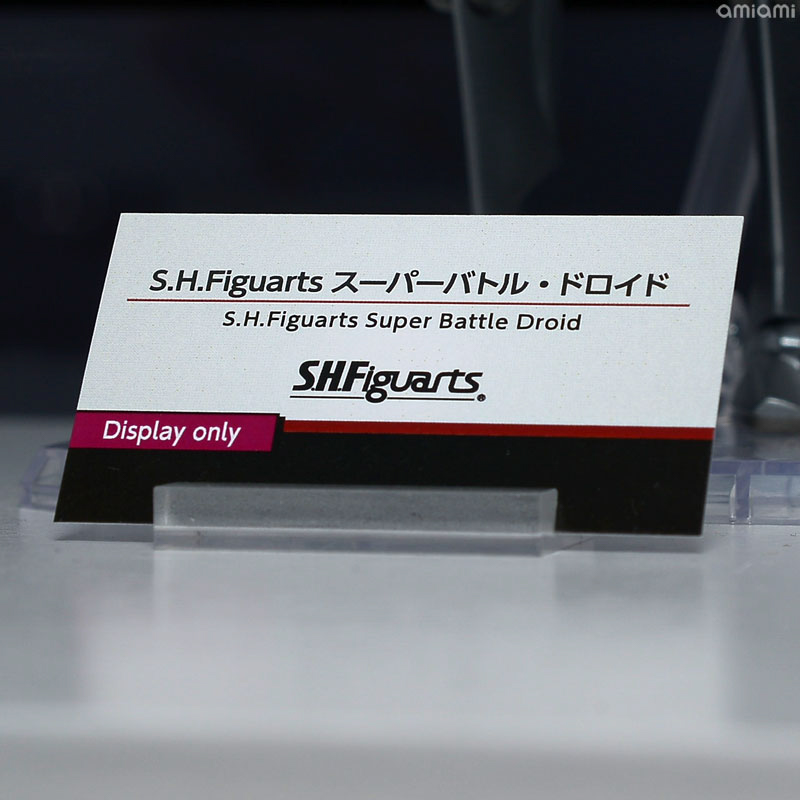 amiami
S.H.Figuarts スーパーバトル・ドロイド
S.H.Figuarts Super Battle Droid
S.H.Figuarts®
Display only